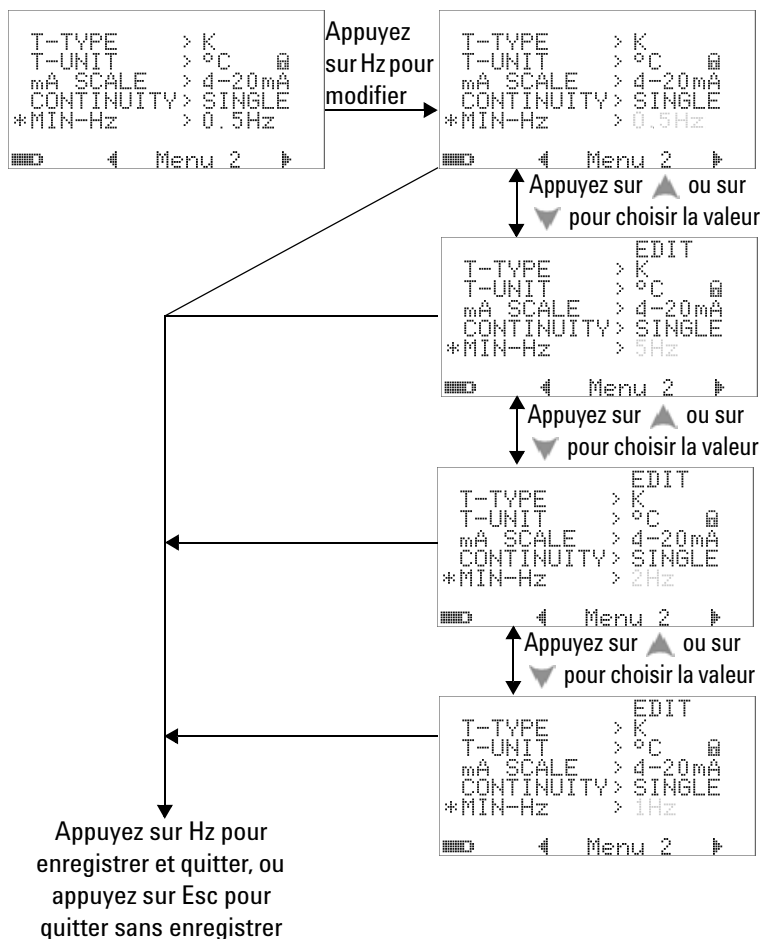 T-TYPE > K
T-UNIT > °C
mA SCALE > 4-20mA
CONTINUITY > SINGLE
*MIN-Hz > 0.5Hz
Menu 2
Appuyez
sur Hz pour
modifier
T-TYPE > K
T-UNIT > °C
mA SCALE > 4-20mA
CONTINUITY > SINGLE
*MIN-Hz > 0.5Hz
Menu 2
Appuyez sur ou sur
pour choisir la valeur
EDIT
T-TYPE > K
T-UNIT > °C
mA SCALE > 4-20mA
CONTINUITY > SINGLE
*MIN-Hz > 5Hz
Menu 2
Appuyez sur ou sur
pour choisir la valeur
EDIT
T-TYPE > K
T-UNIT > °C
mA SCALE > 4-20mA
CONTINUITY > SINGLE
*MIN-Hz > 2Hz
Menu 2
Appuyez sur ou sur
pour choisir la valeur
EDIT
T-TYPE > K
T-UNIT > °C
mA SCALE > 4-20mA
CONTINUITY > SINGLE
*MIN-Hz > 1Hz
Menu 2
Appuyez sur Hz pour
enregistrer et quitter, ou
appuyez sur Esc pour
quitter sans enregistrer